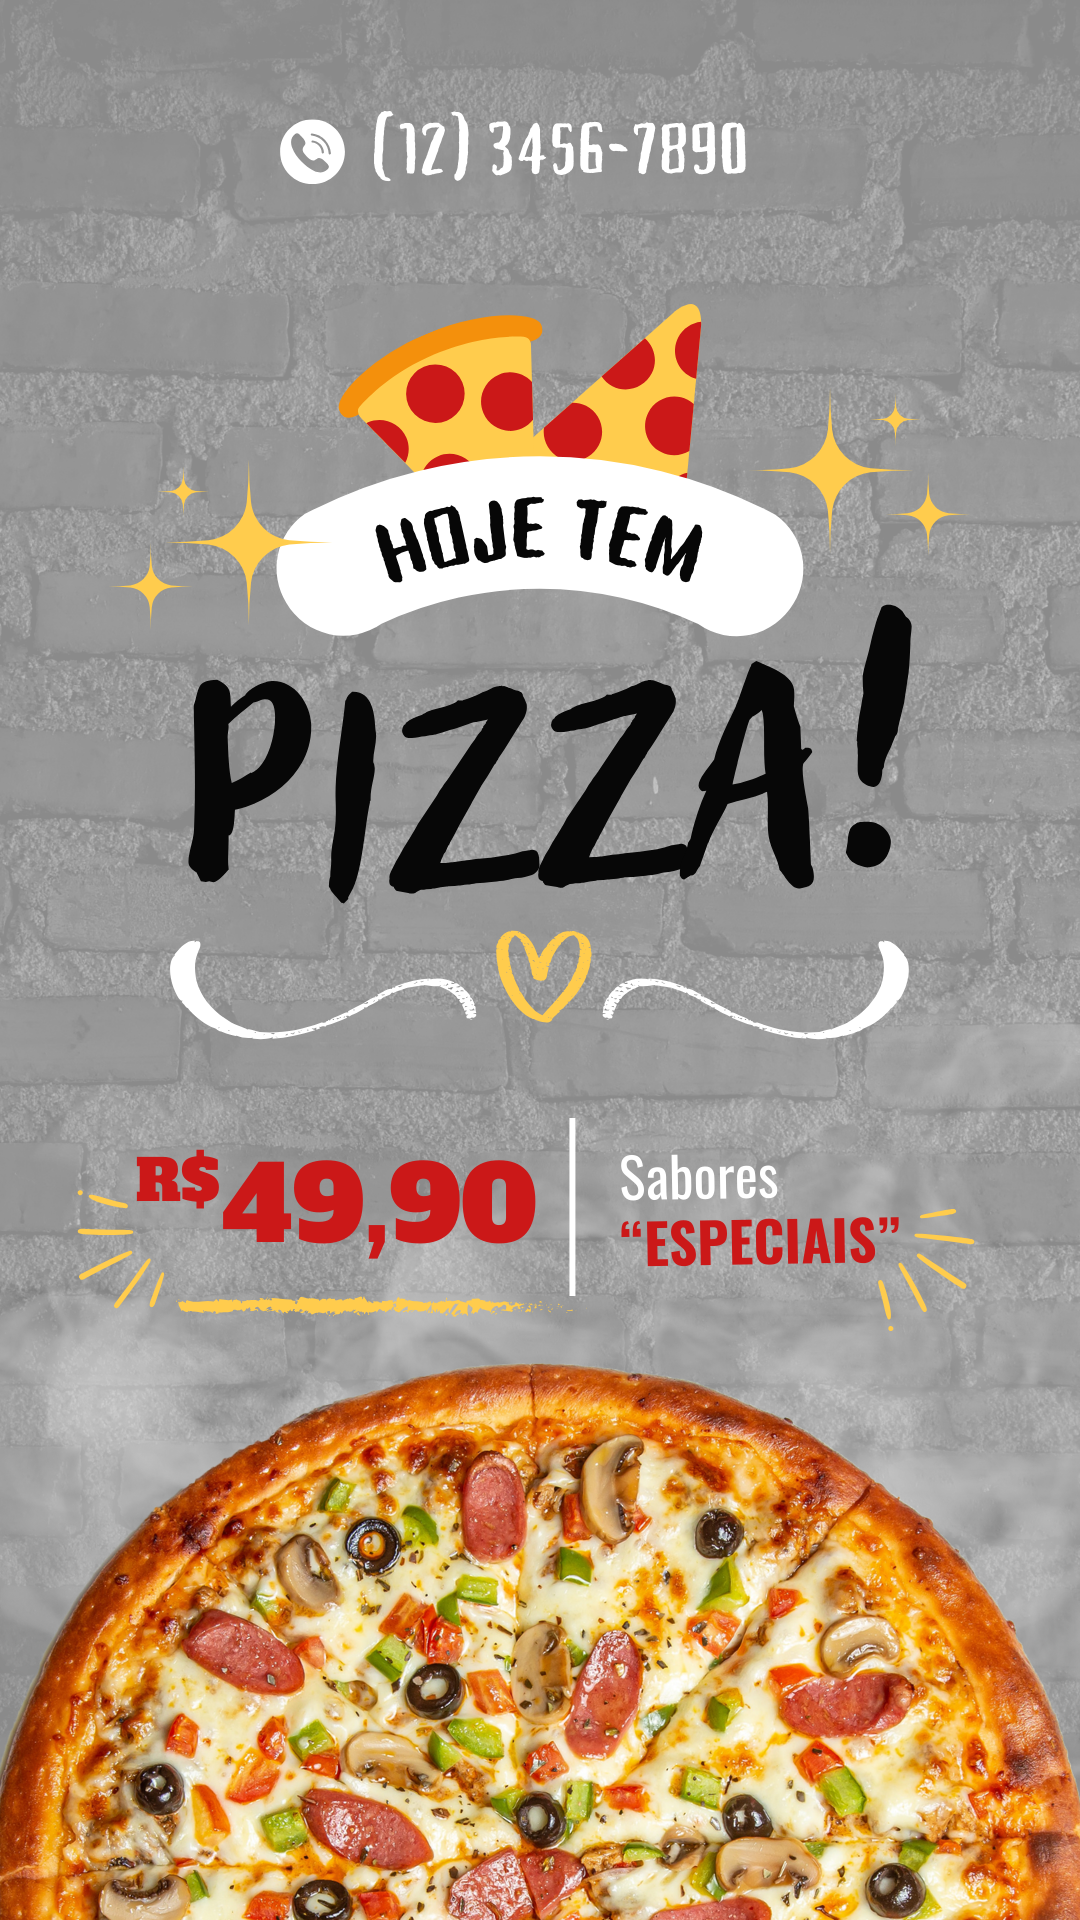 (12) 3456-7890
HOJE TEM
PIZZA!
R$49,90
Sabores
“ESPECIAIS”